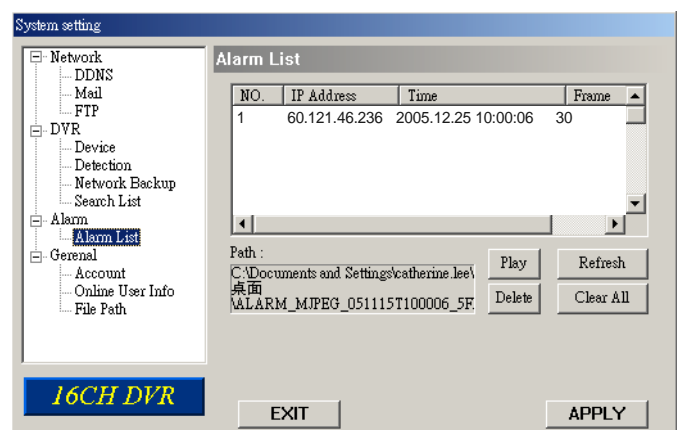 System setting
Network
DDNS
Mail
FTP
DVR
Device
Detection
Network Backup
Search List
Alarm
Alarm List
Gerenal
Account
Online User Info
File Path
16CH DVR
Alarm List
NO. IP Address Time Frame
1 60.121.46.236 2005.12.25 10:00:06 30
Path :
C:\Documents and Settings\catherine.lee\
桌面
\ALARM_MJPEG_051115T100006_5F.
Play
Refresh
Delete
Clear All
EXIT
APPLY